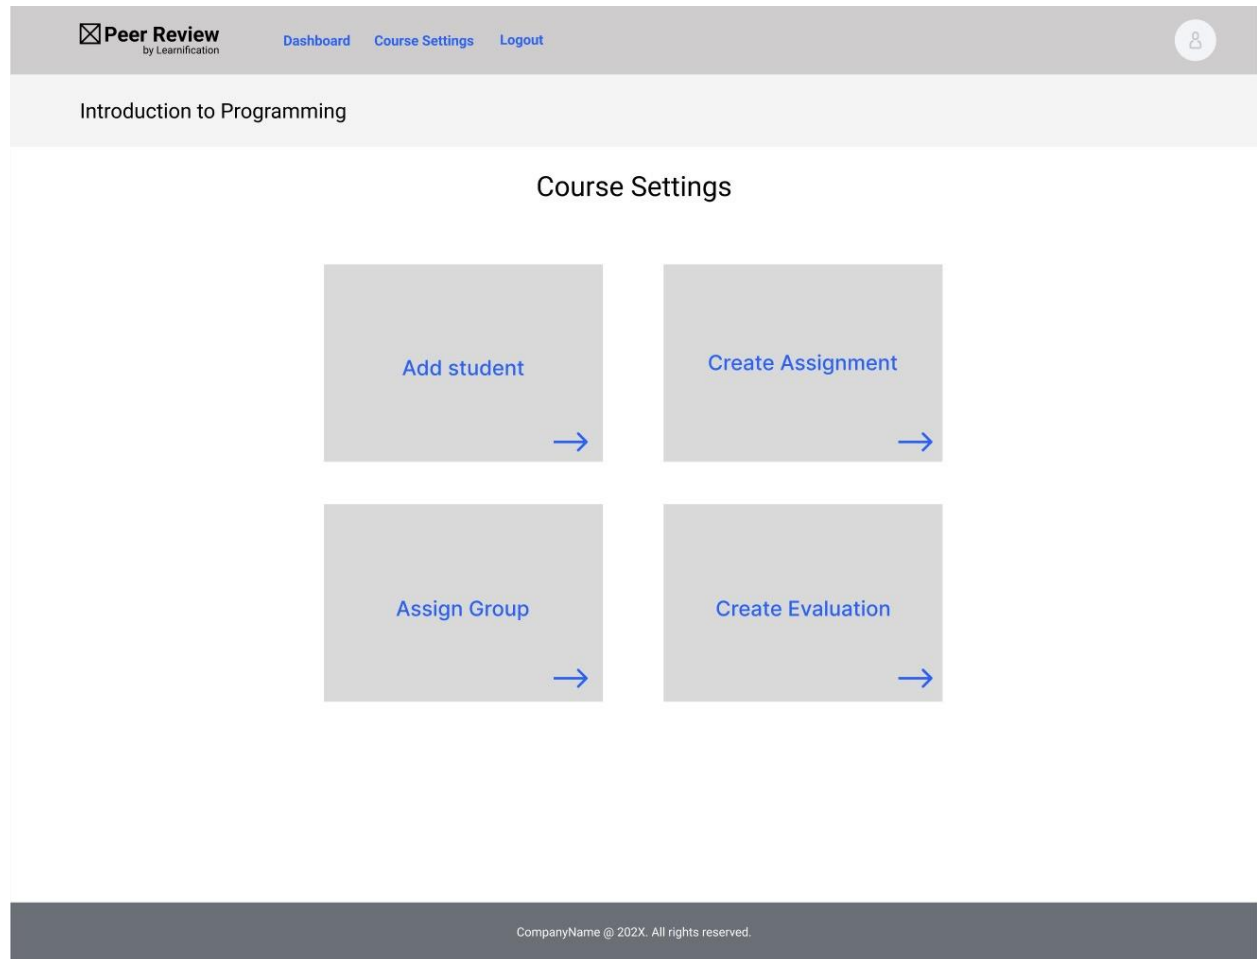 Peer Review
by Learnification
Dashboard
Course Settings
Logout
Introduction to Programming
Course Settings
Add student
Create Assignment
Assign Group
Create Evaluation
CompanyName @ 202X. All rights reserved.